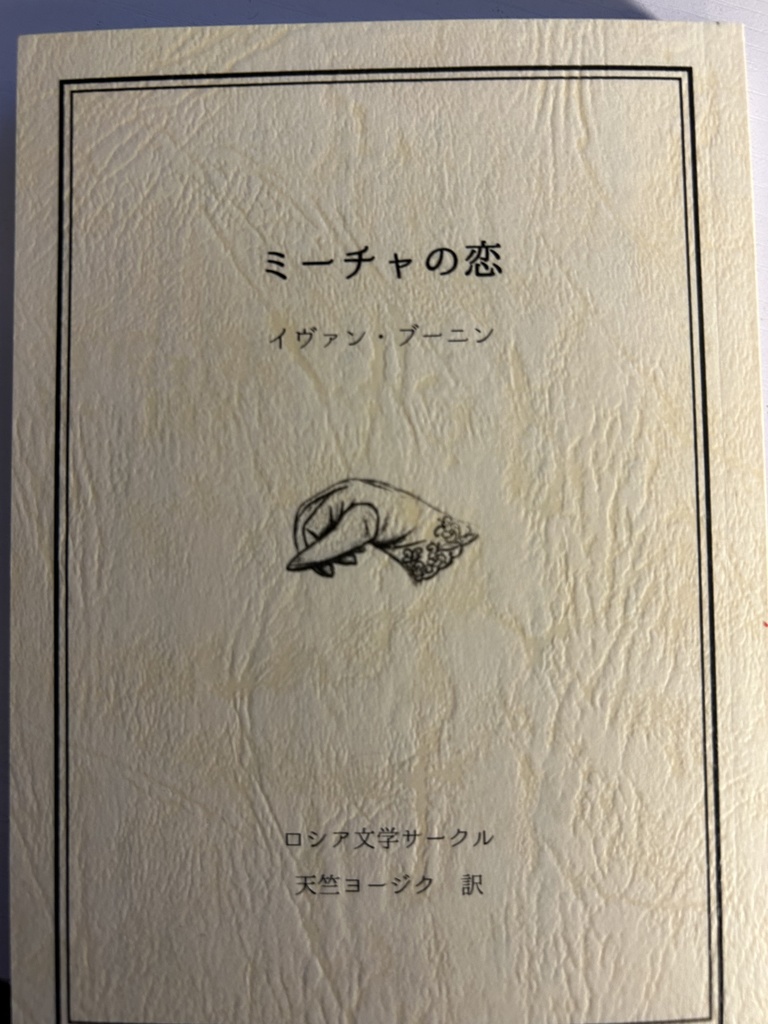 ミーチャの恋
イヴァン・ブーニン
ロシア文学サークル
天竺ヨージク　訳